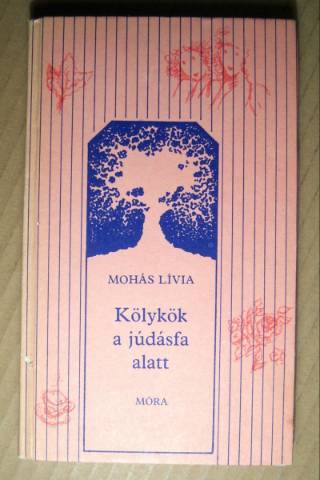 MOHÁS LÍVIA
Kölykök
a júdásfa
alatt
MÓRA